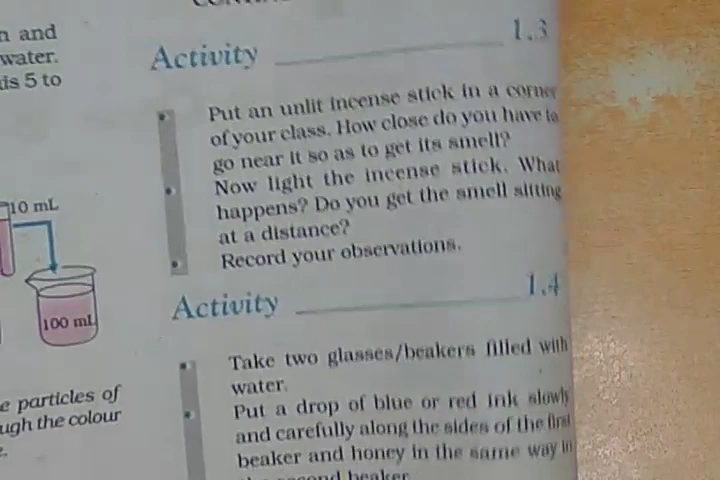 n and
water.
ds 5 to
10 mL
100 mL
e particles of
ugh the colour
Activity 1.3
Put an unlit incense stick in a corner
of your class. How close do you have to
go near it so as to get its smell?
Now light the incense stick. What
happens? Do you get the smell sitting
at a distance?
Record your observations.
Activity 1.4
Take two glasses/beakers filled with
water.
Put a drop of blue or red ink slowly
and carefully along the sides of the first
beaker and honey in the same way in
second beaker